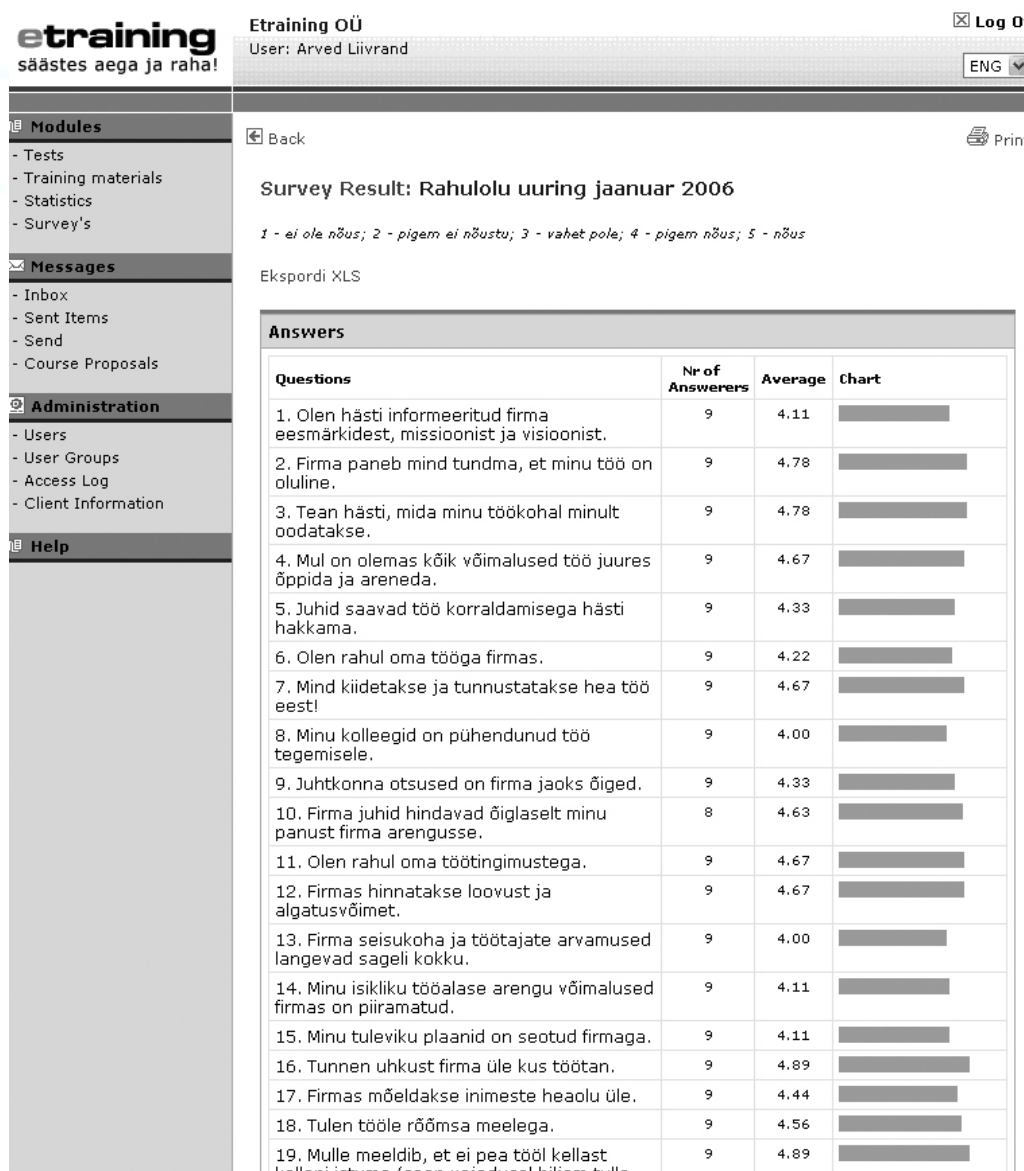 etraining
säästes aega ja raha!
Etraining OÜ
User: Arved Liivrand
Log
ENG
Modules
- Tests
- Training materials
- Statistics
- Survey's
Messages
- Inbox
- Sent Items
- Send
- Course Proposals
Administration
- Users
- User Groups
- Access Log
- Client Information
Help
Back
Survey Result: Rahulolu uuring jaanuar 2006
1 - ei ole nõus; 2 - pigem ei nõustu; 3 - vahet pole; 4 - pigem nõus; 5 - nõus
Ekspordi XLS
Answers
Questions Nr of Answerers Average Chart
1. Olen hästi informeeritud firma 9 4.11
eesmärkidest, missioonist ja visioonist.
2. Firma paneb mind tundma, et minu töö on 9 4.78
oluline.
3. Tean hästi, mida minu töökohal minult 9 4.78
oodatakse.
4. Mul on olemas kõik võimalused töö juures 9 4.67
õppida ja areneda.
5. Juhid saavad töö korraldamisega hästi 9 4.33
hakkama.
6. Olen rahul oma tööga firmas. 9 4.22
7. Mind kiidetakse ja tunnustatakse hea töö 9 4.67
eest!
8. Minu kolleegid on pühendunud töö 9 4.00
tegemisele.
9. Juhtkonna otsused on firma jaoks õiged. 9 4.33
10. Firma juhid hindavad õiglaselt minu 8 4.63
panust firma arengusse.
11. Olen rahul oma töötingimustega. 9 4.67
12. Firmas hinnatakse loovust ja 9 4.67
algatusvõimet.
13. Firma seisukoha ja töötajate arvamused 9 4.00
langevad sageli kokku.
14. Minu isikliku tööalase arengu võimalused 9 4.11
firmas on piiramatud.
15. Minu tuleviku plaanid on seotud firmaga. 9 4.11
16. Tunnen uhkust firma üle kus töötan. 9 4.89
17. Firmas mõeldakse inimeste heaolu üle. 9 4.44
18. Tulen tööle rõõmsa meelega. 9 4.56
19. Mulle meeldib, et ei pea tööl kellast 9 4.89